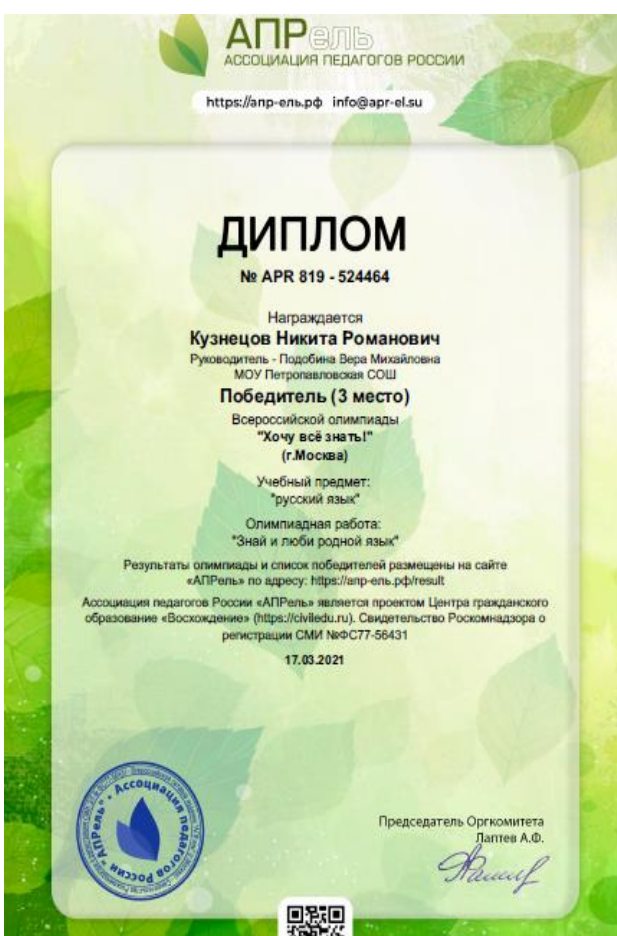 АПРель
АССОЦИАЦИЯ ПЕДАГОГОВ РОССИИ
https://апр-ель.рф info@apr-el.su
ДИПЛОМ
№ APR 819 - 524464
Награждается
Кузнецов Никита Романович
Руководитель - Подобина Вера Михайловна
МОУ Петропавловская СОШ
Победитель (3 место)
Всероссийской олимпиады
"Хочу всё знать!"
(г.Москва)
Учебный предмет:
"русский язык"
Олимпиадная работа:
"Знай и люби родной язык"
Результаты олимпиады и список победителей размещены на сайте
«АПРель» по адресу: https://апр-ель.рф/result
Ассоциация педагогов России «АПРель» является проектом Центра гражданского
образование «Восхождение» (https://civiledu.ru). Свидетельство Роскомнадзора о
регистрации СМИ №ФС77-56431
17.03.2021
Ассоциация педагогов России "АПРель"
Председатель Оргкомитета
Лаптев А.Ф.